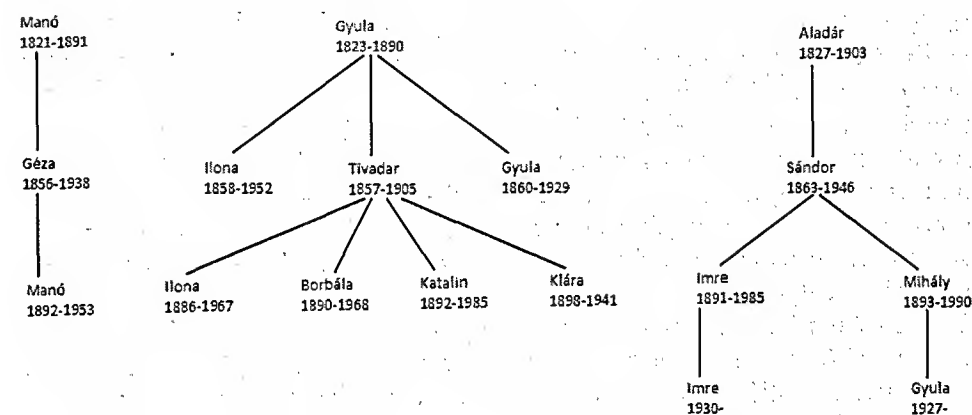 Manó
1821-1891
Gyula
1823-1890
Aladár
1827-1903
Géza
1856-1938
Ilona
1858-1952
Tivadar
1857-1905
Gyula
1860-1929
Sándor
1863-1946
Manó
1892-1953
Ilona
1886-1967
Borbála
1890-1968
Katalin
1892-1985
Klára
1898-1941
Imre
1891-1985
Mihály
1893-1990
Imre
1930-
Gyula
1927-